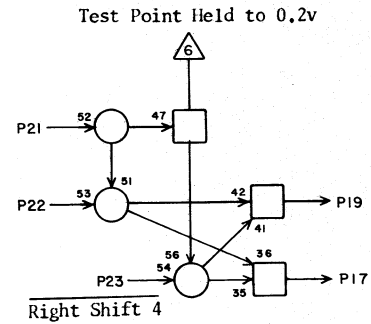 Test Point Held to 0.2v
6
52 47
P21
51
P22 53 42 P19
41
56 36
P23 54 P17
35
Right Shift 4